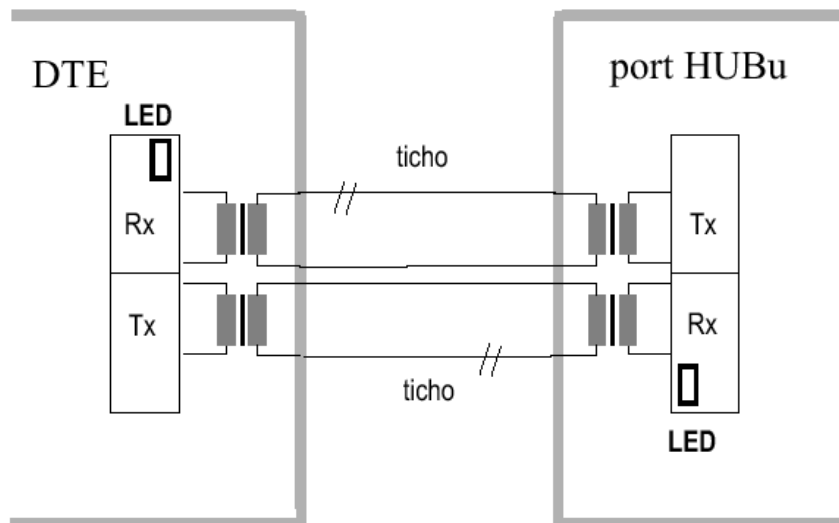 DTE
port HUBu
LED
ticho
Rx
Tx
Tx
Rx
ticho
LED